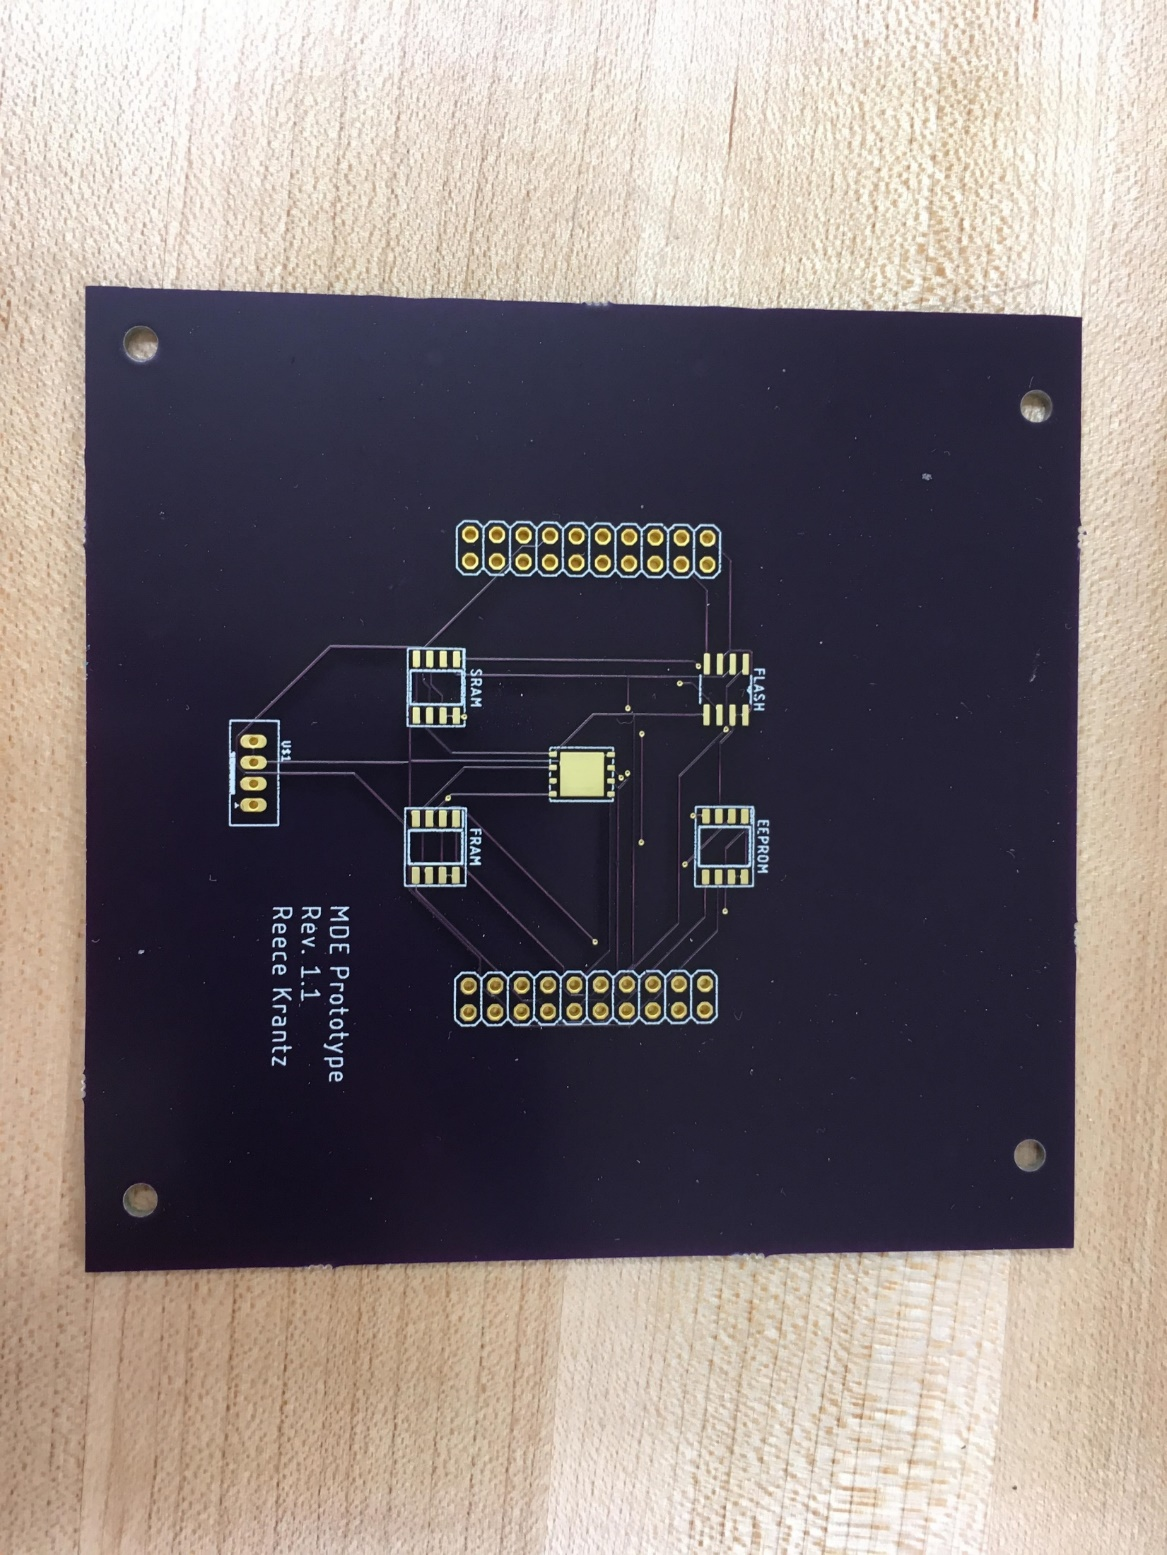 FLASH
SRAM
EEPROM
FRAM
U$1
MDE Prototype
Rev. 1.1
Reece Krantz